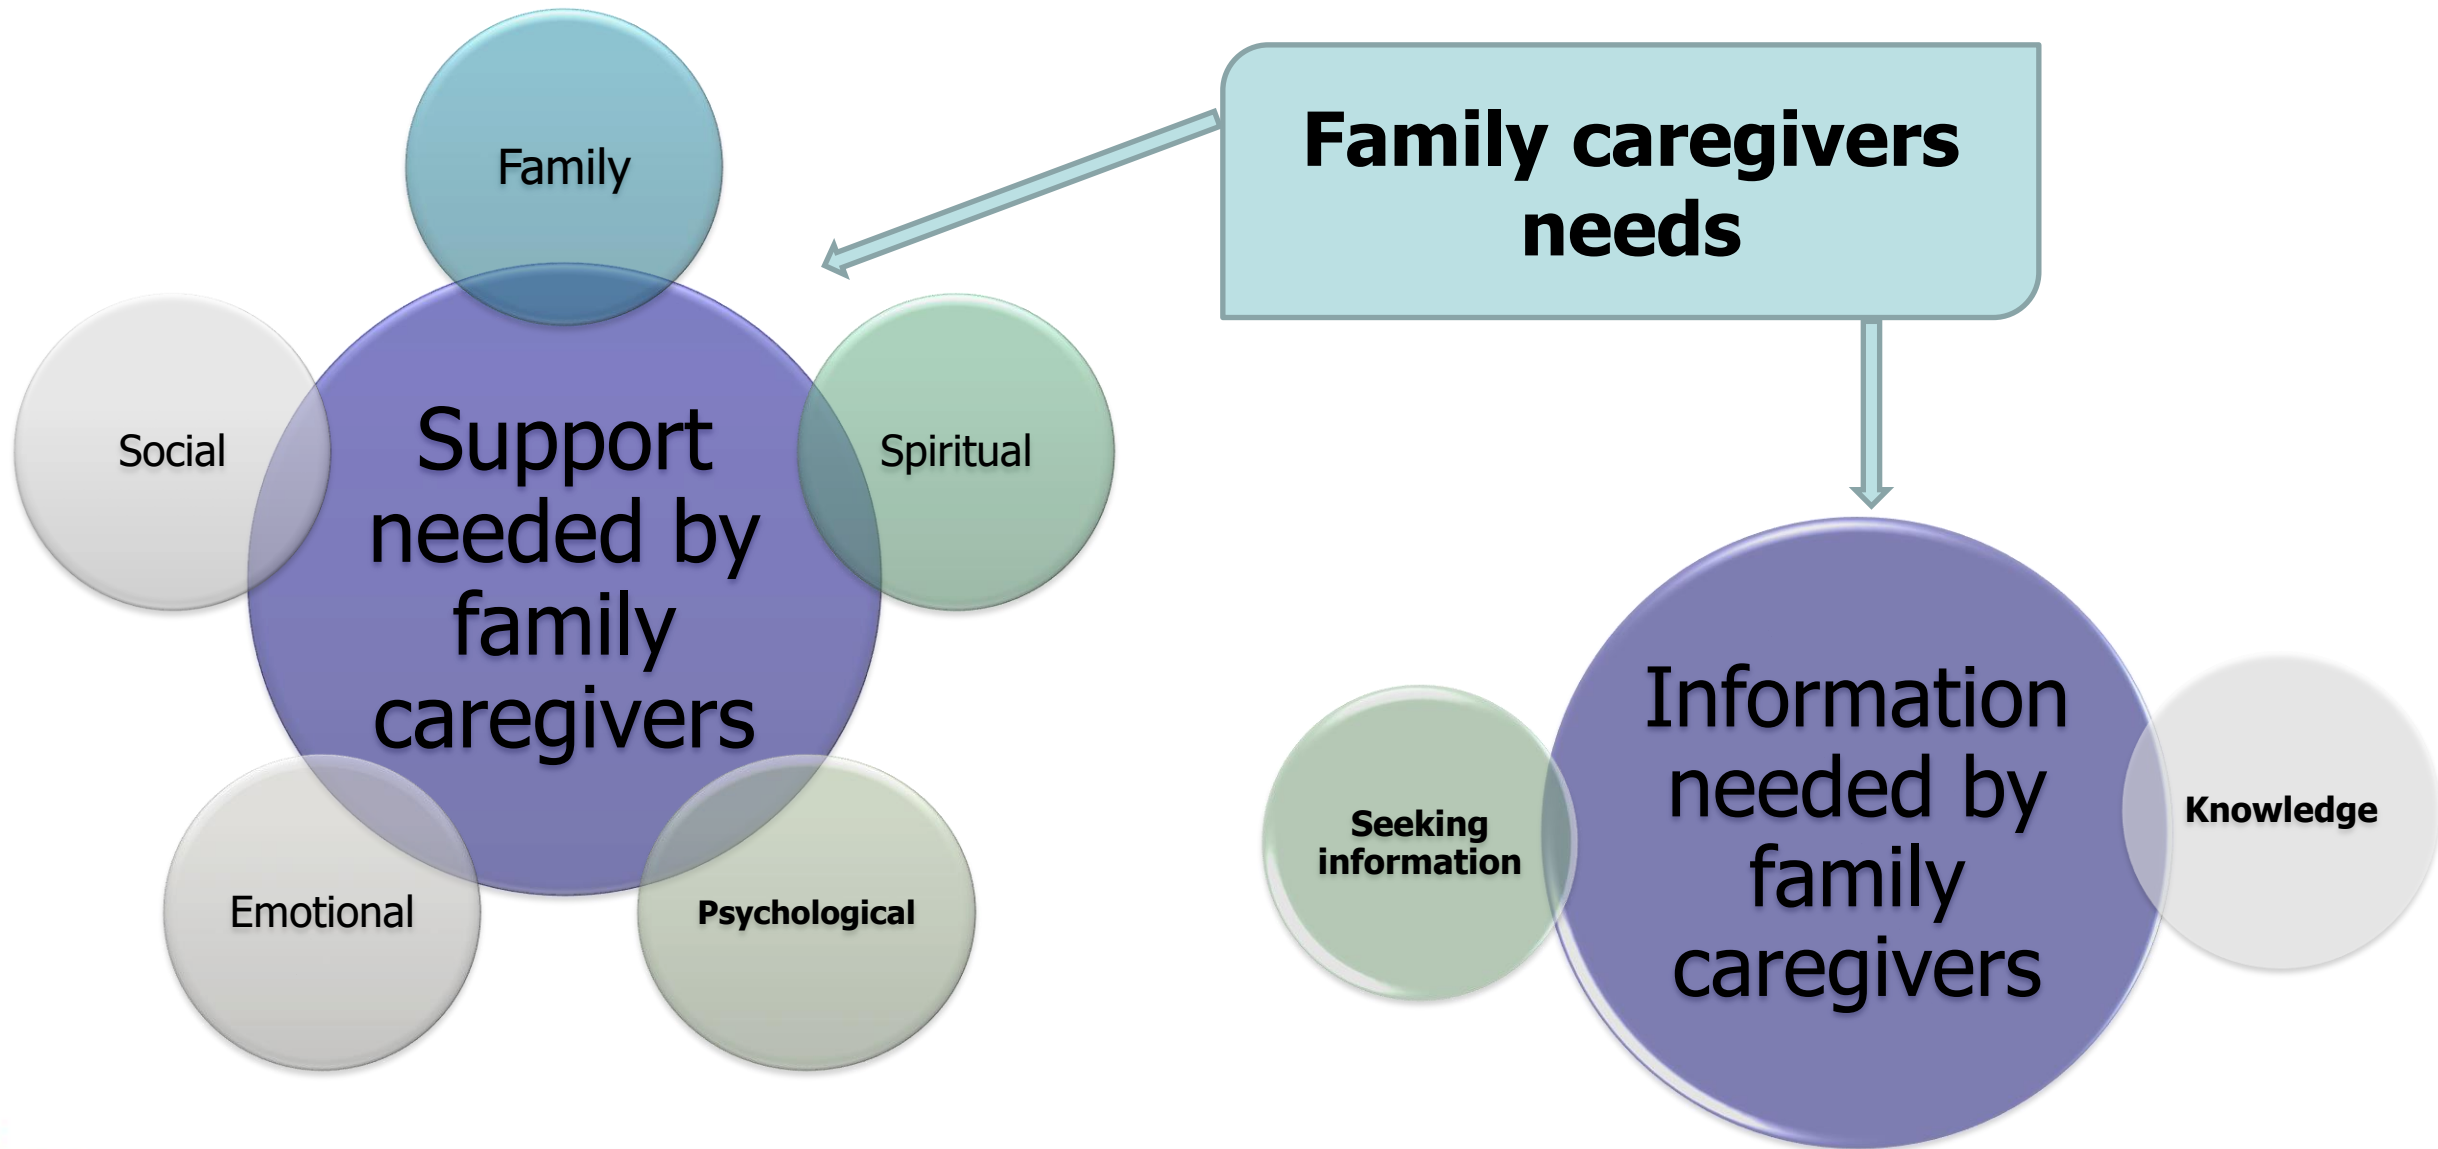 Family caregivers
needs
Family
Social
Spiritual
Support
needed by
family
caregivers
Emotional
Psychological
Information
needed by
family
caregivers
Seeking
information
Knowledge